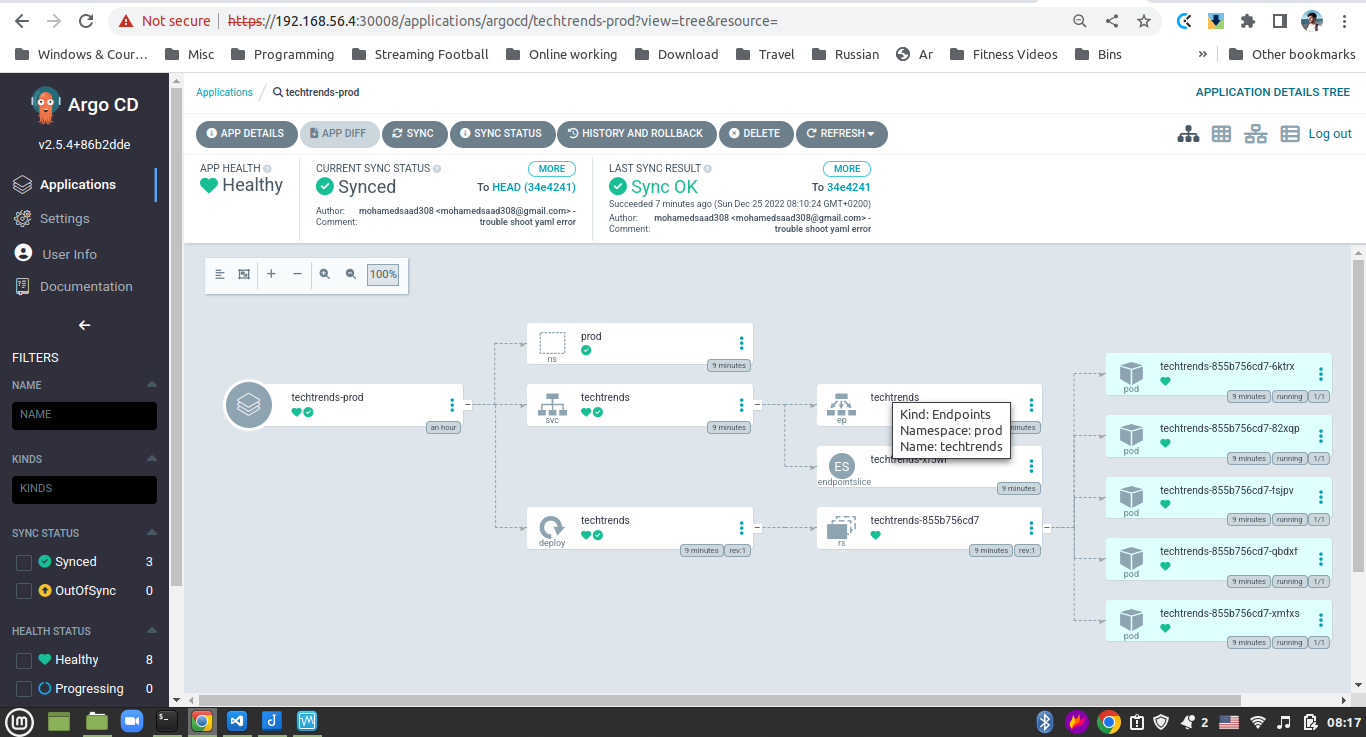 Not secure
https://192.168.56.4:30008/applications/argocd/techtrends-prod?view=tree&resource=
Windows & Cour… Misc Programming Streaming Football Online working Download Travel Russian Ar Fitness Videos Bins » Other bookmarks
Argo CD
v2.5.4+86b2dde
Applications
Settings
User Info
Documentation
FILTERS
NAME
NAME
KINDS
KINDS
SYNC STATUS
Synced 3
OutOfSync 0
HEALTH STATUS
Healthy 8
Progressing 0
Applications / techtrends-prod
APPLICATION DETAILS TREE
APP DETAILS APP DIFF SYNC SYNC STATUS HISTORY AND ROLLBACK DELETE REFRESH
Log out
APP HEALTH
Healthy
CURRENT SYNC STATUS MORE
Synced To HEAD (34e4241)
Author: mohamedsaad308 <mohamedsaad308@gmail.com> -
Comment: trouble shoot yaml error
LAST SYNC RESULT MORE
Sync OK To 34e4241
Succeeded 7 minutes ago (Sun Dec 25 2022 08:10:24 GMT+0200)
Author: mohamedsaad308 <mohamedsaad308@gmail.com> -
Comment: trouble shoot yaml error
100%
techtrends-prod
an hour
prod
ns
9 minutes
techtrends
svc
9 minutes
techtrends
deploy
9 minutes rev:1
techtrends
ep
minutes
Kind: Endpoints
Namespace: prod
Name: techtrends
ES
endpointslice
9 minutes
techtrends-855b756cd7
rs
9 minutes rev:1
techtrends-855b756cd7-6ktrx
pod
9 minutes running 1/1
techtrends-855b756cd7-82xqp
pod
9 minutes running 1/1
techtrends-855b756cd7-fsjpv
pod
9 minutes running 1/1
techtrends-855b756cd7-qbdxf
pod
9 minutes running 1/1
techtrends-855b756cd7-xmfxs
pod
9 minutes running 1/1
2
08:17